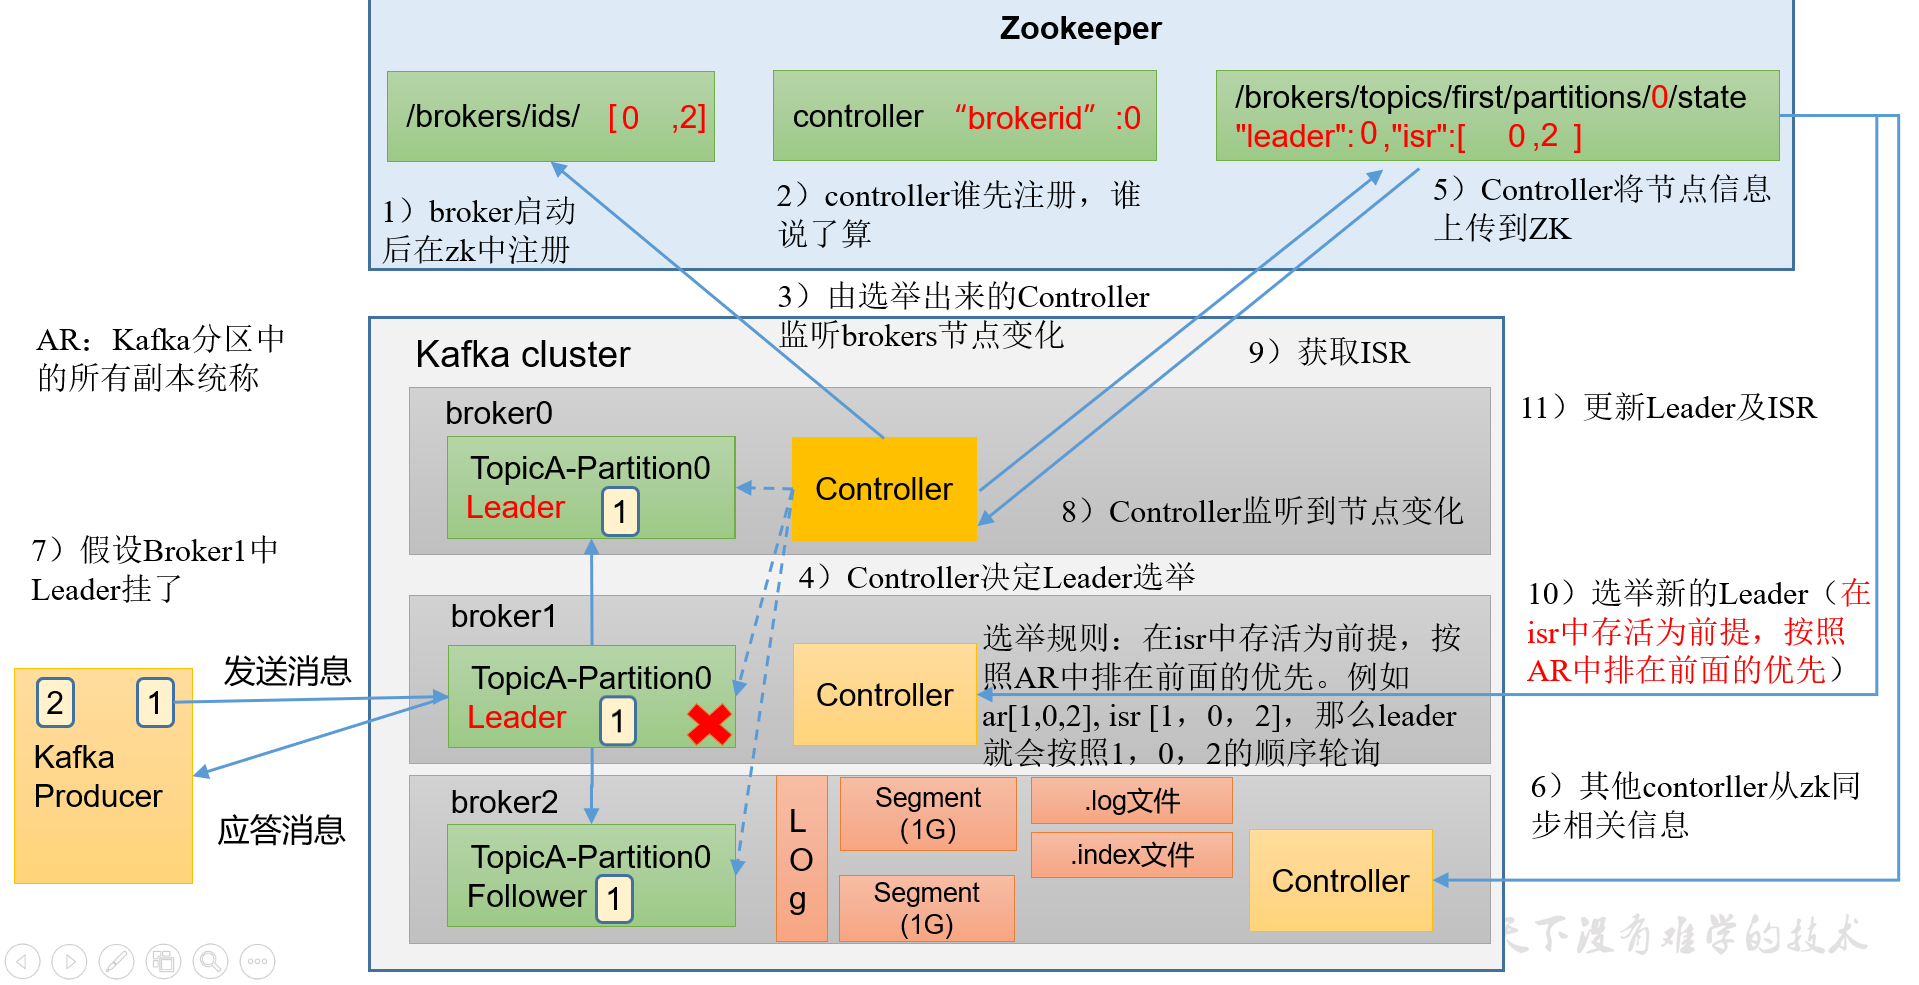 Zookeeper
/brokers/ids/ [ 0 ,2]
controller “brokerid” :0
/brokers/topics/first/partitions/0/state
"leader": 0 ,"isr":[ 0 ,2 ]
1）broker启动
后在zk中注册
2）controller谁先注册，谁
说了算
5）Controller将节点信息
上传到ZK
3）由选举出来的Controller
监听brokers节点变化
AR：Kafka分区中
的所有副本统称
Kafka cluster
9）获取ISR
11）更新Leader及ISR
broker0
TopicA-Partition0
Leader 1
Controller
8）Controller监听到节点变化
7）假设Broker1中
Leader挂了
4）Controller决定Leader选举
10）选举新的Leader（在
isr中存活为前提，按照
AR中排在前面的优先）
broker1
TopicA-Partition0
Leader 1
Controller
选举规则：在isr中存活为前提，按
照AR中排在前面的优先。例如
ar[1,0,2], isr [1，0，2]，那么leader
就会按照1，0，2的顺序轮询
发送消息
2 1
Kafka
Producer
应答消息
broker2
TopicA-Partition0
Follower 1
L
O
g
Segment
(1G)
Segment
(1G)
.log文件
.index文件
Controller
6）其他contorller从zk同
步相关信息
天下没有难学的技术